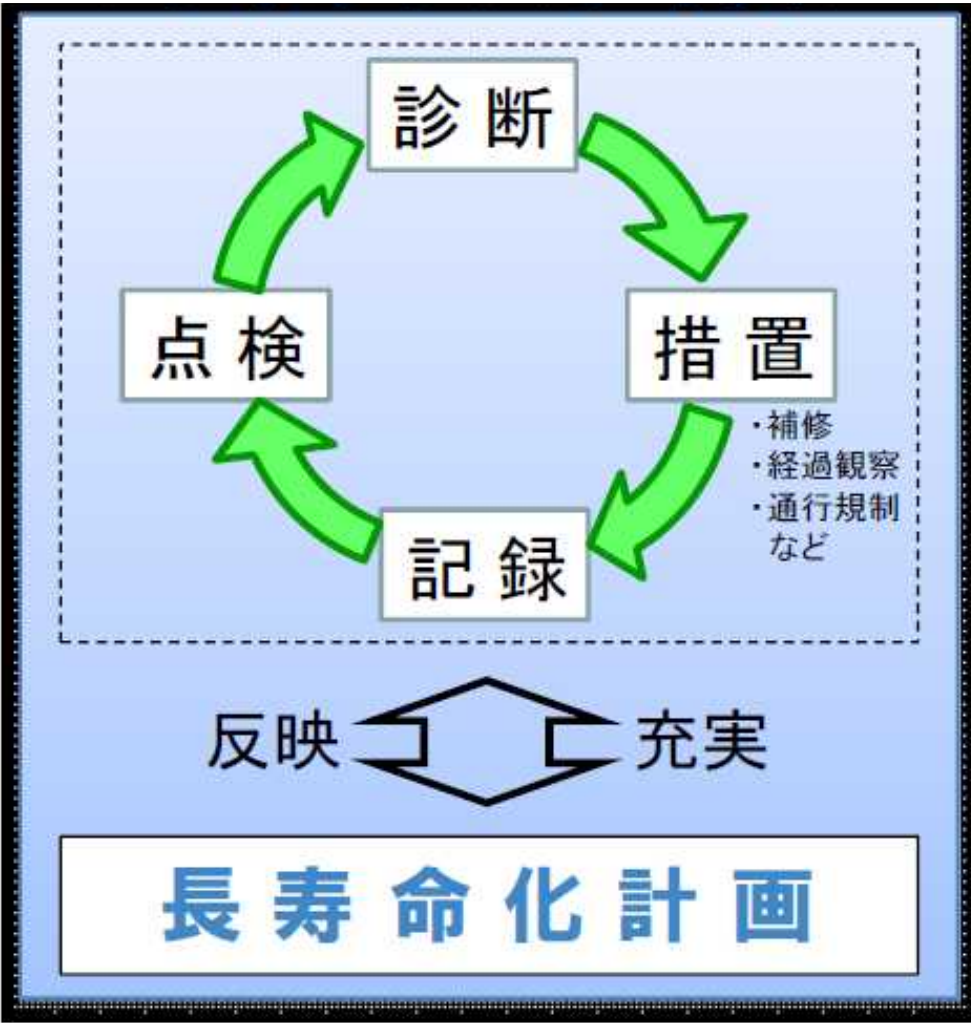 診断
点検
措置
・補修
・経過観察
・通行規制
など
記録
反映
充実
長寿命化計画